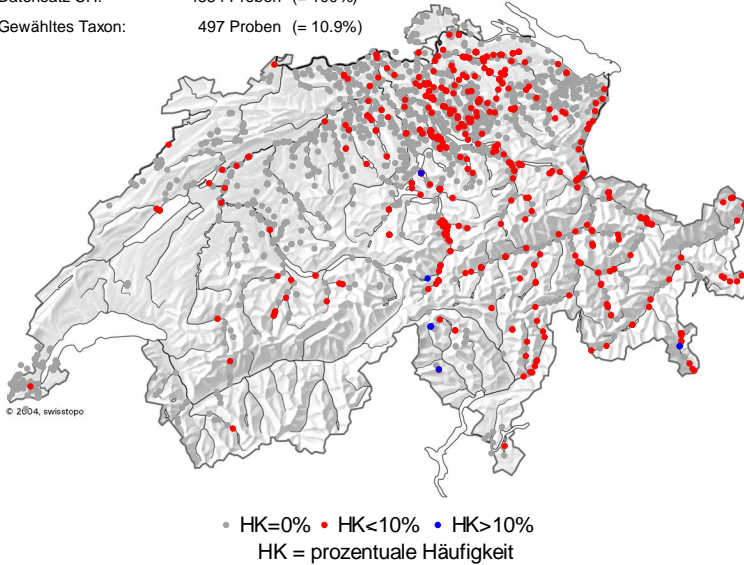 Gewähltes Taxon: 497 Proben (= 10.9%)
© 2004, swisstopo
HK=0% HK<10% HK>10%
HK = prozentuale Häufigkeit